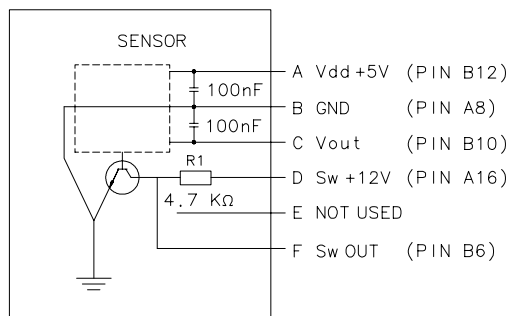 SENSOR
A Vdd +5V (PIN B12)
100nF
B GND (PIN A8)
100nF
C Vout (PIN B10)
R1
D Sw +12V (PIN A16)
4.7 KΩ
E NOT USED
F Sw OUT (PIN B6)